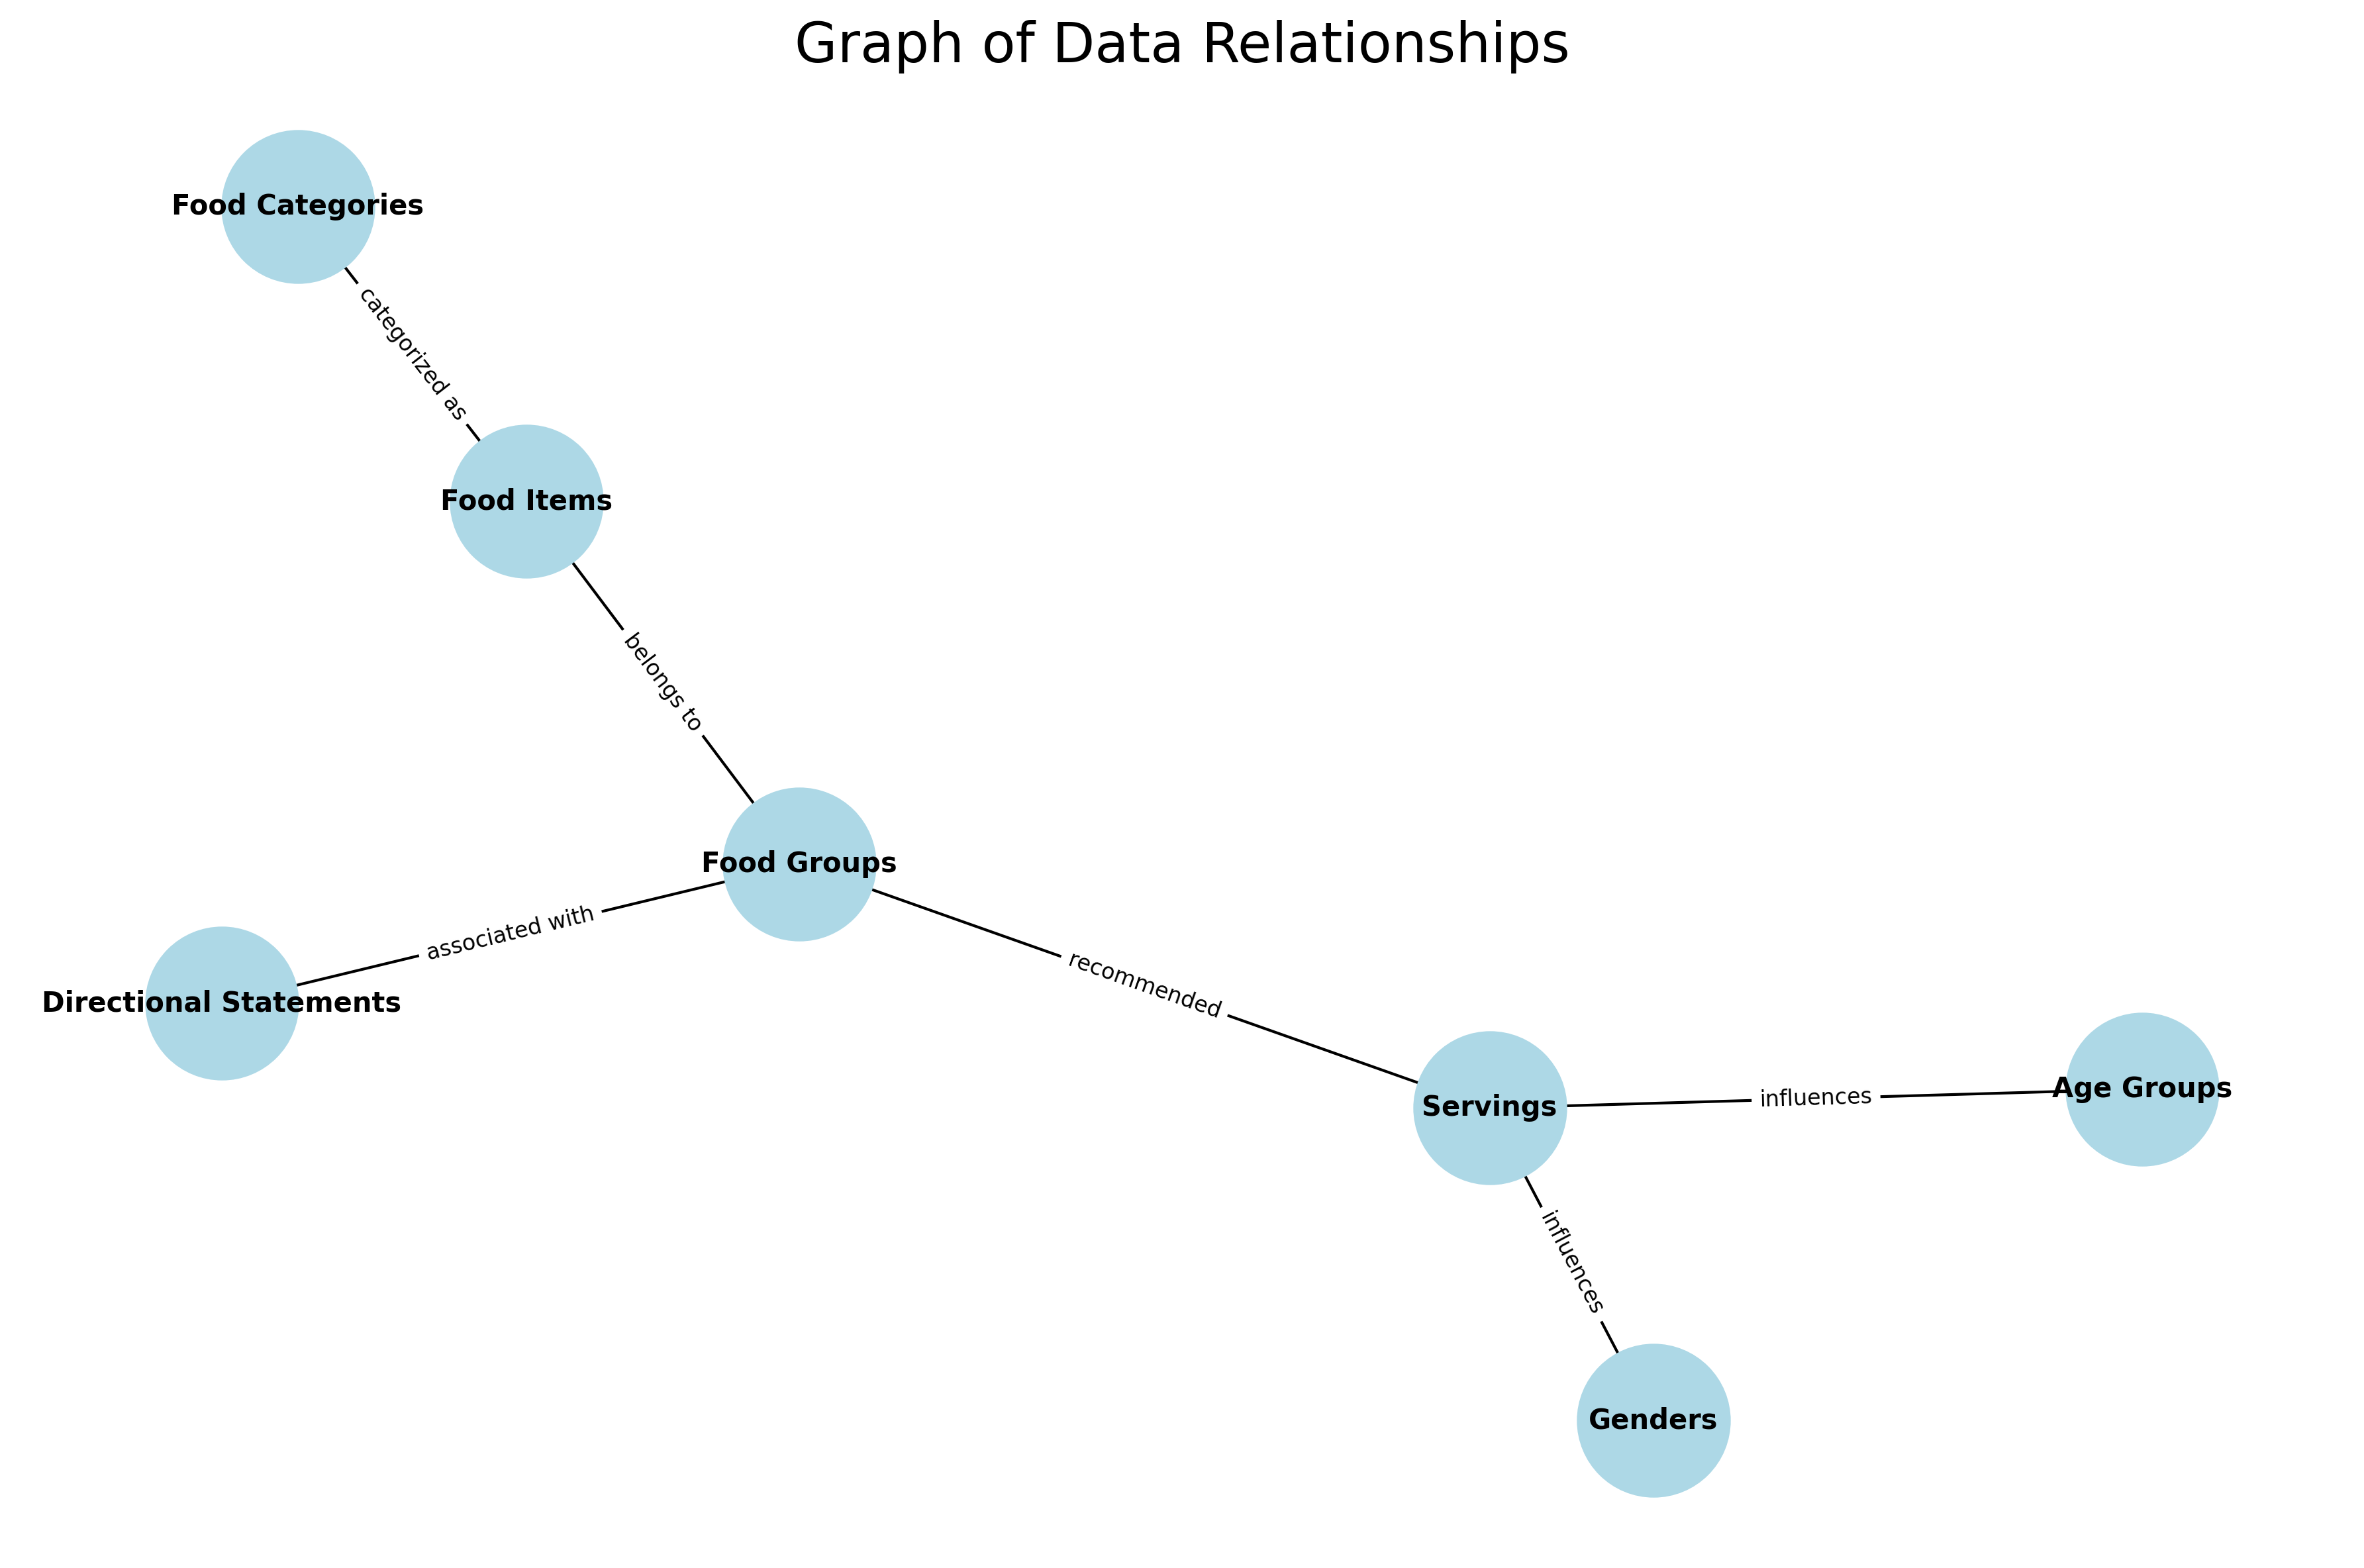 Graph of Data Relationships
Food Categories
categorized as
Food Items
belongs to
Food Groups
associated with
Directional Statements
recommended
Servings
influences
Age Groups
influences
Genders